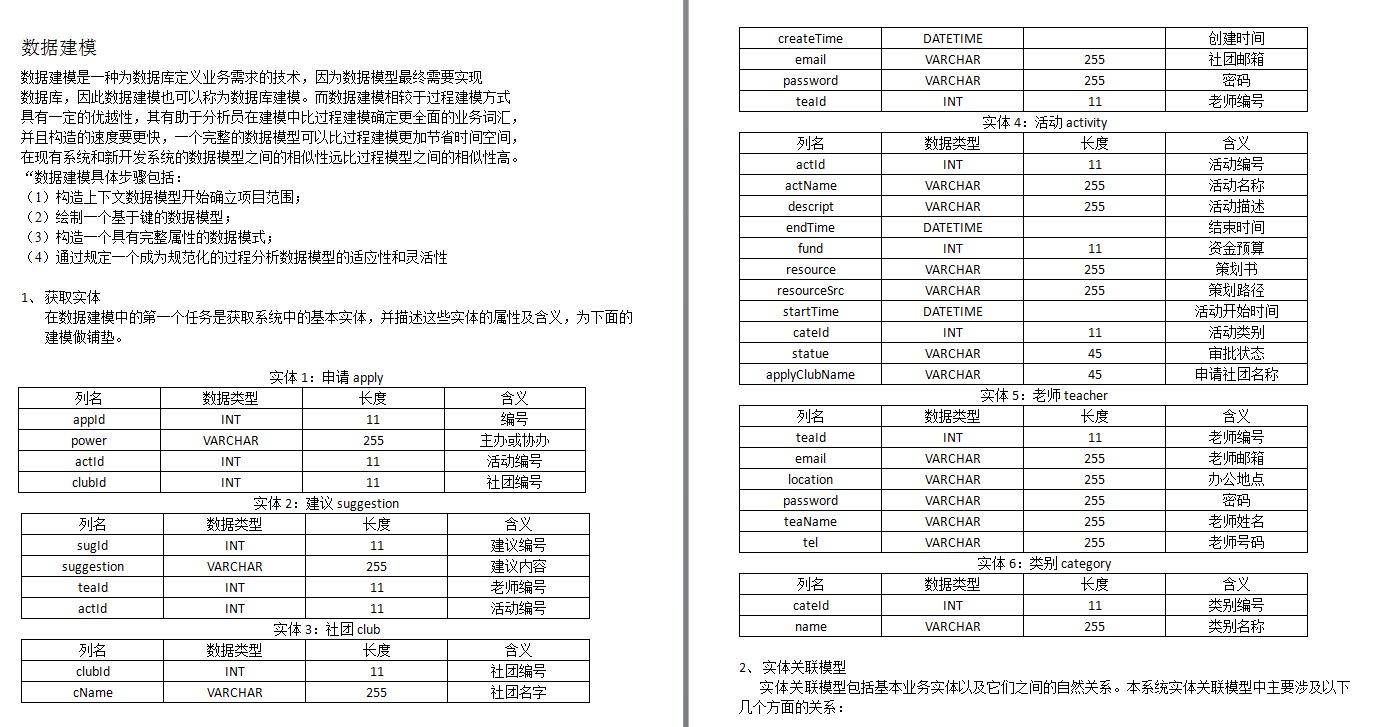 数据建模
数据建模是一种为数据库定义业务需求的技术，因为数据模型最终需要实现
数据库，因此数据建模也可以称为数据库建模。而数据建模相较于过程建模方式
具有一定的优越性，其有助于分析员在建模中比过程建模确定更全面的业务词汇，
并且构造的速度要更快，一个完整的数据模型可以比过程建模更加节省时间空间，
在现有系统和新开发系统的数据模型之间的相似性远比过程模型之间的相似性高。
“数据建模具体步骤包括：
（1）构造上下文数据模型开始确立项目范围；
（2）绘制一个基于键的数据模型；
（3）构造一个具有完整属性的数据模式；
（4）通过规定一个成为规范化的过程分析数据模型的适应性和灵活性
1、 获取实体
在数据建模中的第一个任务是获取系统中的基本实体，并描述这些实体的属性及含义，为下面的
建模做铺垫。
实体 1：申请 apply
列名 数据类型 长度 含义
appId INT 11 编号
power VARCHAR 255 主办或协办
actId INT 11 活动编号
clubId INT 11 社团编号
实体 2：建议 suggestion
列名 数据类型 长度 含义
sugId INT 11 建议编号
suggestion VARCHAR 255 建议内容
teaId INT 11 老师编号
actId INT 11 活动编号
实体 3：社团 club
列名 数据类型 长度 含义
clubId INT 11 社团编号
cName VARCHAR 255 社团名字
createTime DATETIME 创建时间
email VARCHAR 255 社团邮箱
password VARCHAR 255 密码
teaId INT 11 老师编号
实体 4：活动 activity
列名 数据类型 长度 含义
actId INT 11 活动编号
actName VARCHAR 255 活动名称
descript VARCHAR 255 活动描述
endTime DATETIME 结束时间
fund INT 11 资金预算
resource VARCHAR 255 策划书
resourceSrc VARCHAR 255 策划路径
startTime DATETIME 活动开始时间
cateId INT 11 活动类别
statue VARCHAR 45 审批状态
applyClubName VARCHAR 45 申请社团名称
实体 5：老师 teacher
列名 数据类型 长度 含义
teaId INT 11 老师编号
email VARCHAR 255 老师邮箱
location VARCHAR 255 办公地点
password VARCHAR 255 密码
teaName VARCHAR 255 老师姓名
tel VARCHAR 255 老师号码
实体 6：类别 category
列名 数据类型 长度 含义
cateId INT 11 类别编号
name VARCHAR 255 类别名称
2、 实体关联模型
实体关联模型包括基本业务实体以及它们之间的自然关系。本系统实体关联模型中主要涉及以下
几个方面的关系：